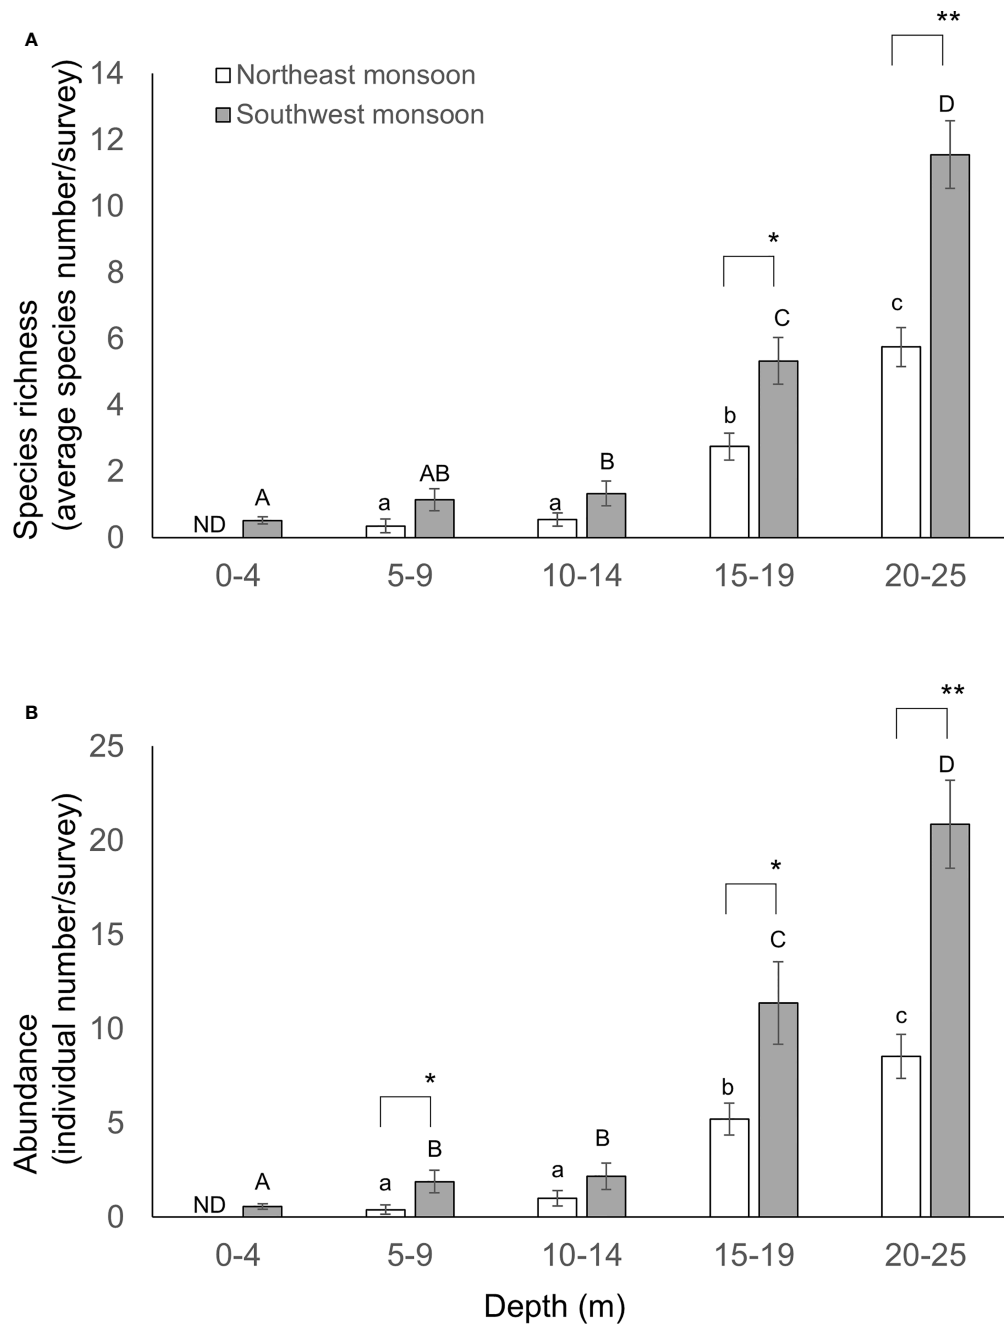 A
Species richness
(average species number/survey)
14
12
10
8
6
4
2
0
Northeast monsoon
Southwest monsoon
ND
A
a
AB
a
B
b
C
*
c
D
**
0-4
5-9
10-14
15-19
20-25
B
Abundance
(individual number/survey)
25
20
15
10
5
0
ND
A
a
B
*
a
B
b
C
*
c
D
**
0-4
5-9
10-14
15-19
20-25
Depth (m)